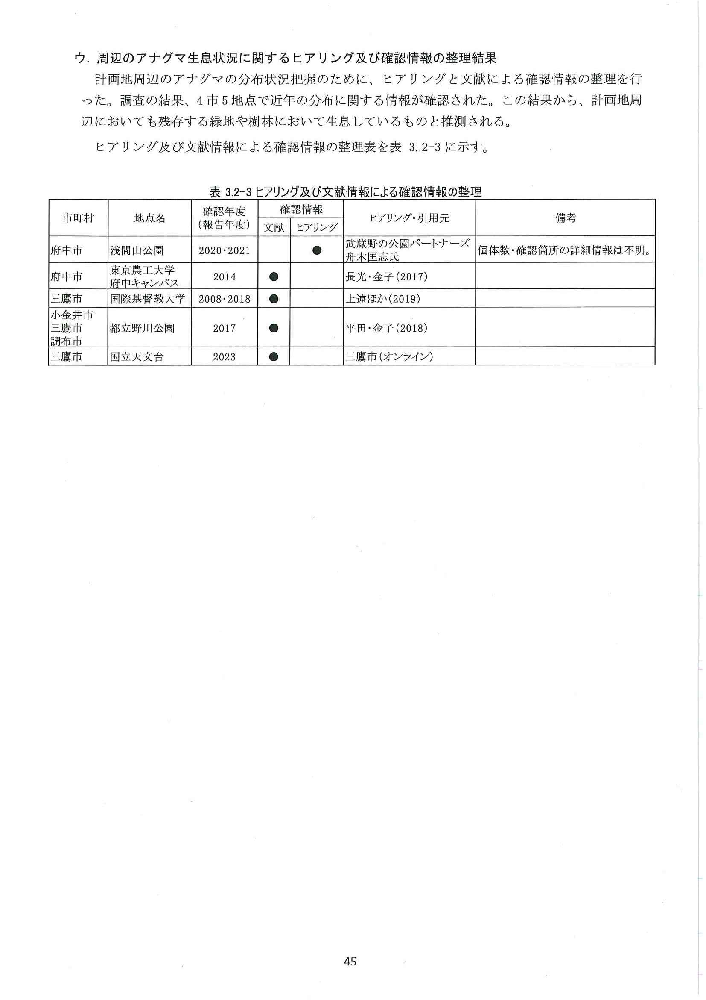 ウ．周辺のアナグマ生息状況に関するヒアリング及び確認情報の整理結果
計画地周辺のアナグマの分布状況把握のために、ヒアリングと文献による確認情報の整理を行
った。調査の結果、4市5地点で近年の分布に関する情報が確認された。この結果から、計画地周
辺においても残存する緑地や樹林において生息しているものと推測される。
ヒアリング及び文献情報による確認情報の整理表を表 3.2-3に示す。
表 3.2-3 ヒアリング及び文献情報による確認情報の整理
市町村 地点名 確認年度（報告年度） 確認情報 ヒアリング・引用元 備考
文献 ヒアリング
府中市 浅間山公園 2020・2021 ● 武蔵野の公園パートナーズ 舟木匡志氏 個体数・確認箇所の詳細情報は不明。
府中市 東京農工大学 府中キャンパス 2014 ● 長光・金子(2017)
三鷹市 国際基督教大学 2008・2018 ● 上遠ほか(2019)
小金井市 三鷹市 調布市 都立野川公園 2017 ● 平田・金子(2018)
三鷹市 国立天文台 2023 ● 三鷹市(オンライン)
45